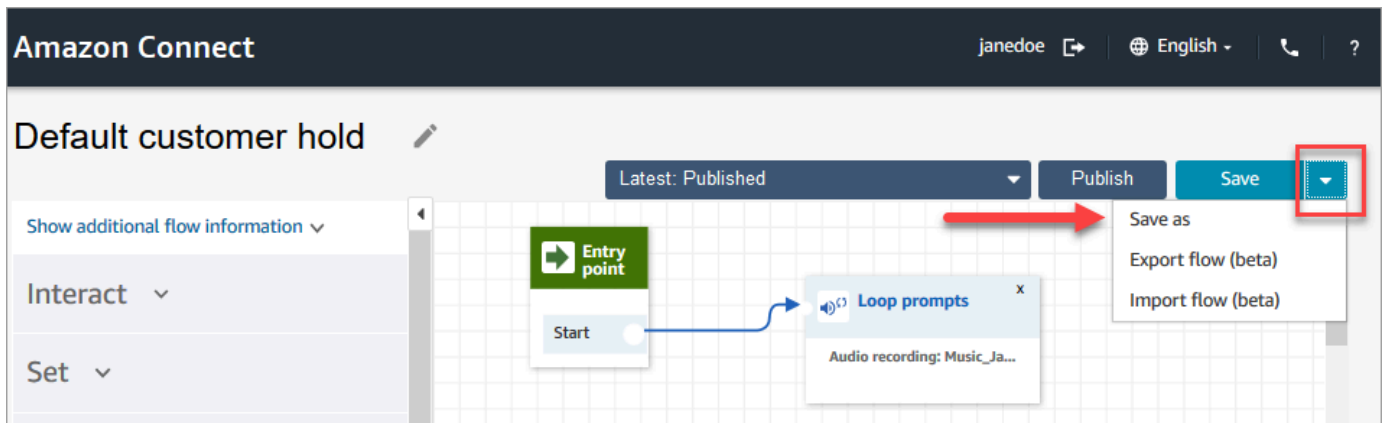 Amazon Connect
janedoe
English
?
Default customer hold
Latest: Published
Publish
Save
Show additional flow information
Save as
Export flow (beta)
Import flow (beta)
Interact
Set
Entry
point
Start
x
Loop prompts
Audio recording: Music_Ja...